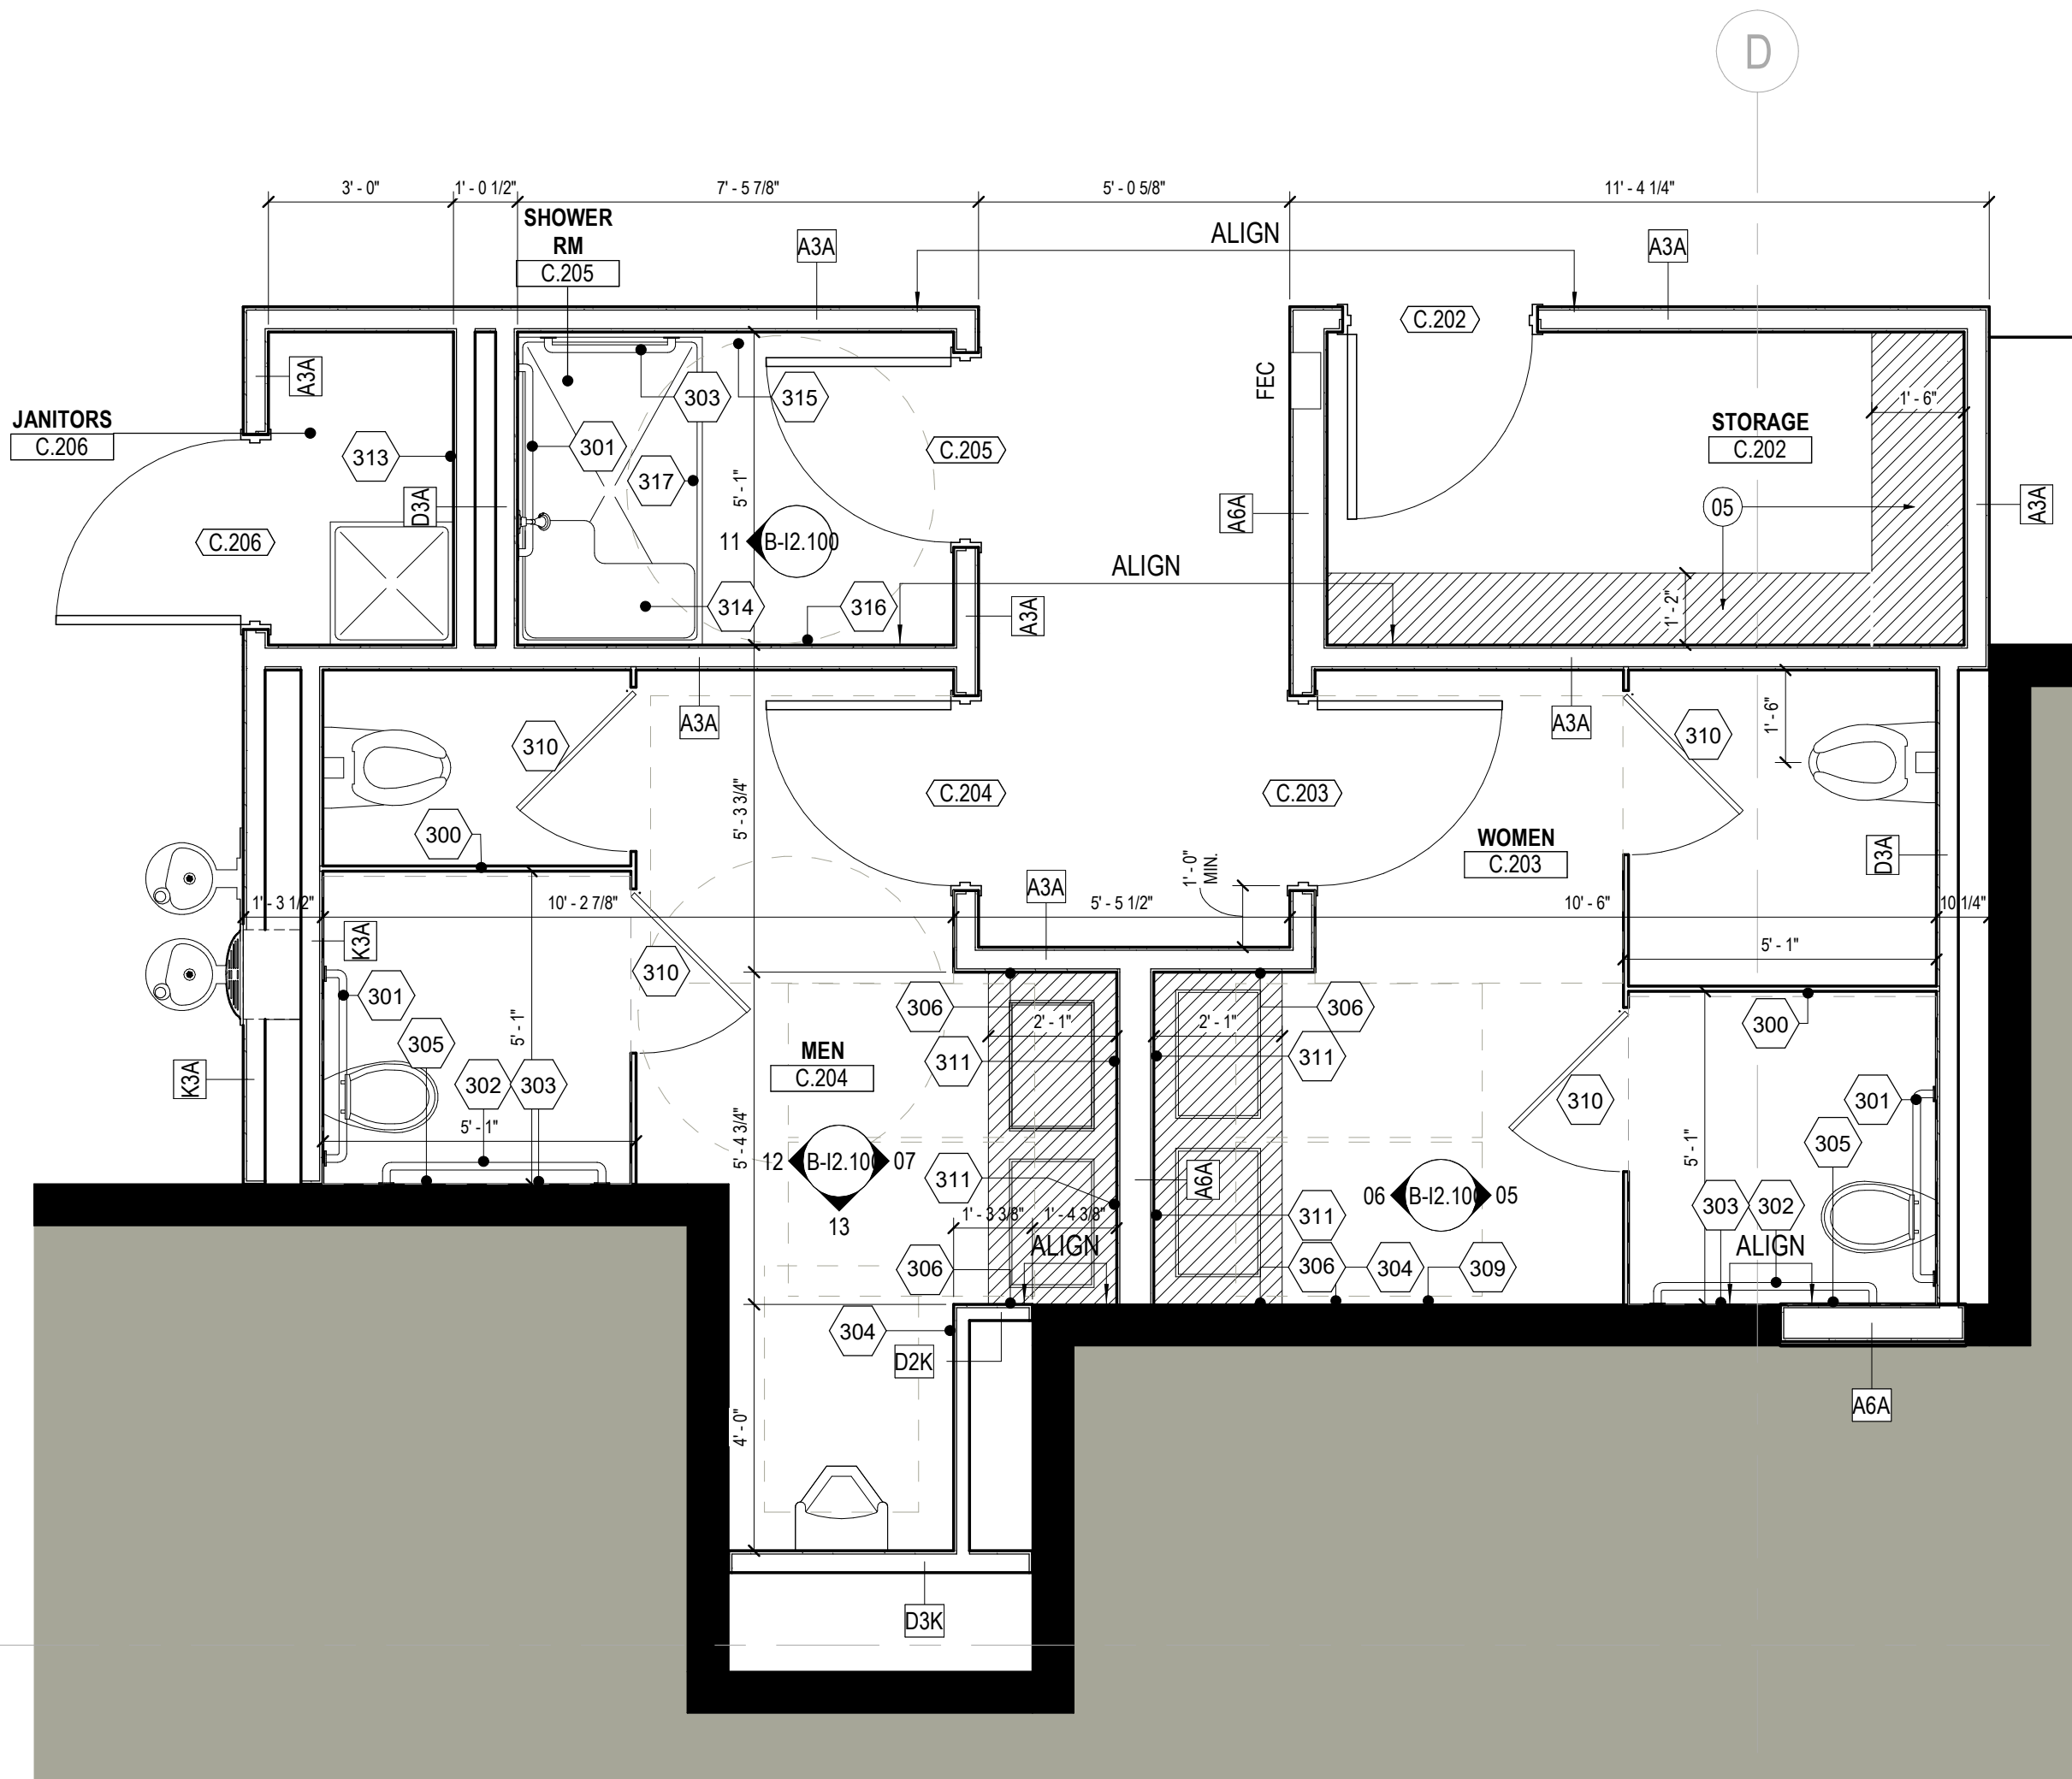 D
3' - 0"
1' - 0 1/2"
7' - 5 7/8"
5' - 0 5/8"
11' - 4 1/4"
SHOWER
RM
C.205
A3A
ALIGN
A3A
C.202
A3A
FEC
303
315
1' - 6"
JANITORS
C.206
STORAGE
C.202
301
C.205
313
317
5' - 1"
D3A
A6A
05
A3A
C.206
11
B-I2.100
ALIGN
314
316
A3A
1' - 2"
A3A
A3A
1' - 6"
310
310
C.204
C.203
5' - 3 3/4"
300
WOMEN
C.203
1' - 0"
MIN.
D3A
A3A
1' - 3 1/2"
10' - 2 7/8"
5' - 5 1/2"
10' - 6"
10 1/4"
K3A
5' - 1"
310
301
306
306
2' - 1"
2' - 1"
300
5' - 1"
305
MEN
C.204
311
311
K3A
302
303
310
301
5' - 1"
305
5' - 1"
5' - 4 3/4"
12
B-I2.100
07
13
311
A6A
06
B-I2.100
05
303
302
1' - 3 3/8"
1' - 4 3/8"
311
ALIGN
ALIGN
306
306
304
309
304
D2K
A6A
4' - 0"
D3K